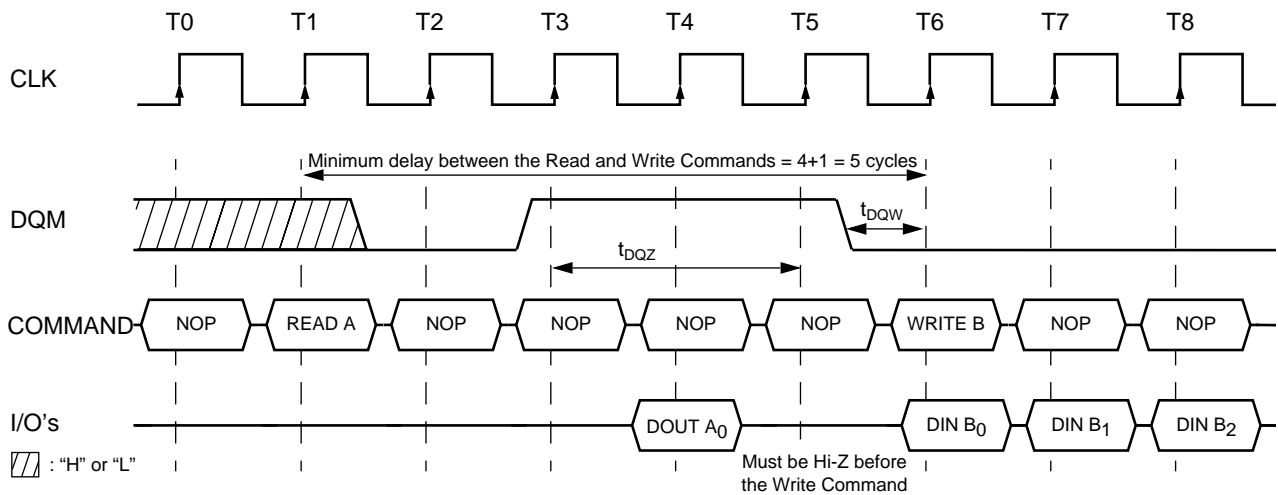 T0 T1 T2 T3 T4 T5 T6 T7 T8
CLK
Minimum delay between the Read and Write Commands = 4+1 = 5 cycles
DQM
tDQW
tDQZ
COMMAND NOP READ A NOP NOP NOP NOP WRITE B NOP NOP
I/O's DOUT A0 DIN B0 DIN B1 DIN B2
: “H” or “L”
Must be Hi-Z before
the Write Command